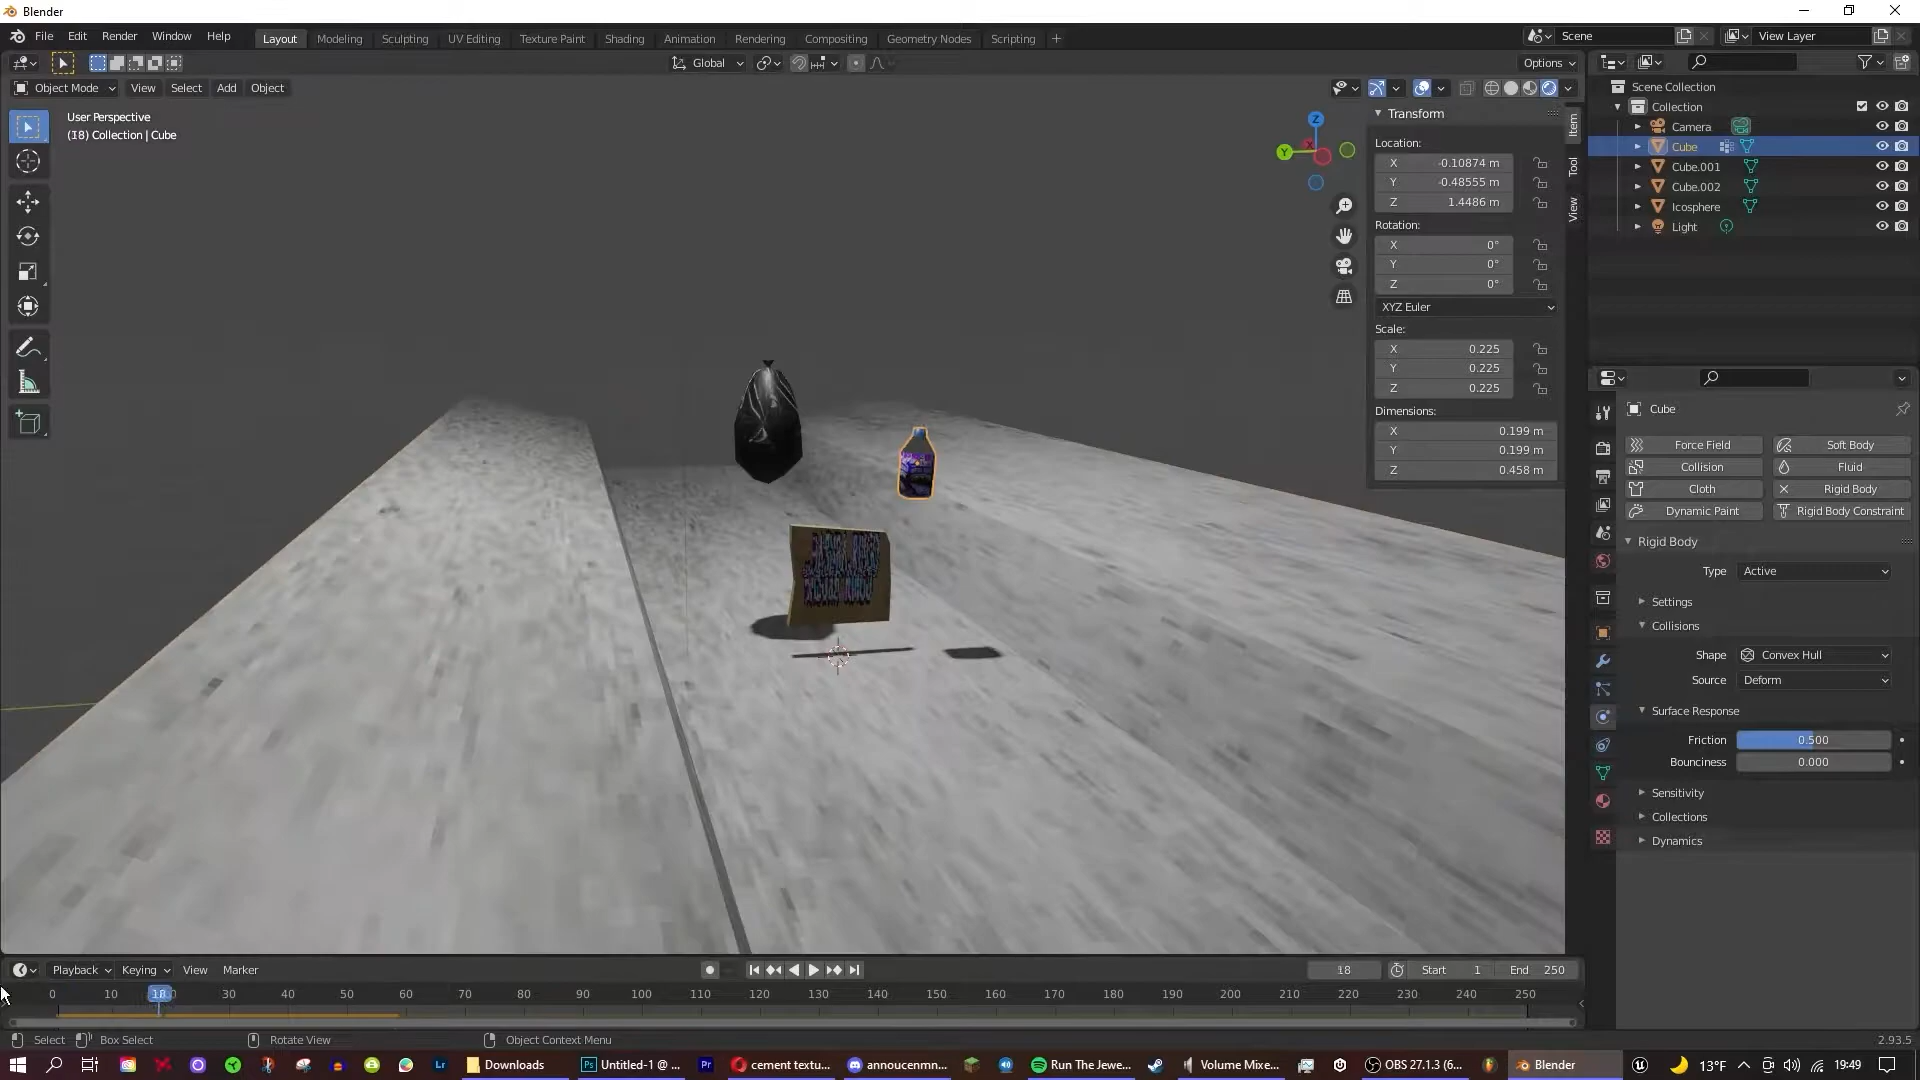 Blender
File Edit Render Window Help Layout Modeling Sculpting UV Editing Texture Paint Shading Animation Rendering Compositing Geometry Nodes Scripting + Scene View Layer
Global Options
Object Mode View Select Add Object
User Perspective
(18) Collection | Cube
Z
Y
X
Transform
Location:
X -0.10874 m
Y -0.48555 m
Z 1.4486 m
Rotation:
X 0°
Y 0°
Z 0°
XYZ Euler
Scale:
X 0.225
Y 0.225
Z 0.225
Dimensions:
X 0.199 m
Y 0.199 m
Z 0.458 m
Item
Tool
View
Scene Collection
Collection
Camera
Cube
Cube.001
Cube.002
Icosphere
Light
Cube
Force Field Soft Body
Collision Fluid
Cloth Rigid Body
Dynamic Paint Rigid Body Constraint
Rigid Body
Type Active
Settings
Collisions
Shape Convex Hull
Source Deform
Surface Response
Friction 0.500
Bounciness 0.000
Sensitivity
Collections
Dynamics
Playback Keying View Marker 18 Start 1 End 250
0 10 18 30 40 50 60 70 80 90 100 110 120 130 140 150 160 170 180 190 200 210 220 230 240 250
Select Box Select Rotate View Object Context Menu 2.93.5
Lr Downloads Ps Untitled-1 @ ... Pr cement textu... annoucenmn... Run The Jewe... Volume Mixe... OBS 27.1.3 (6... Blender 13°F 19:49